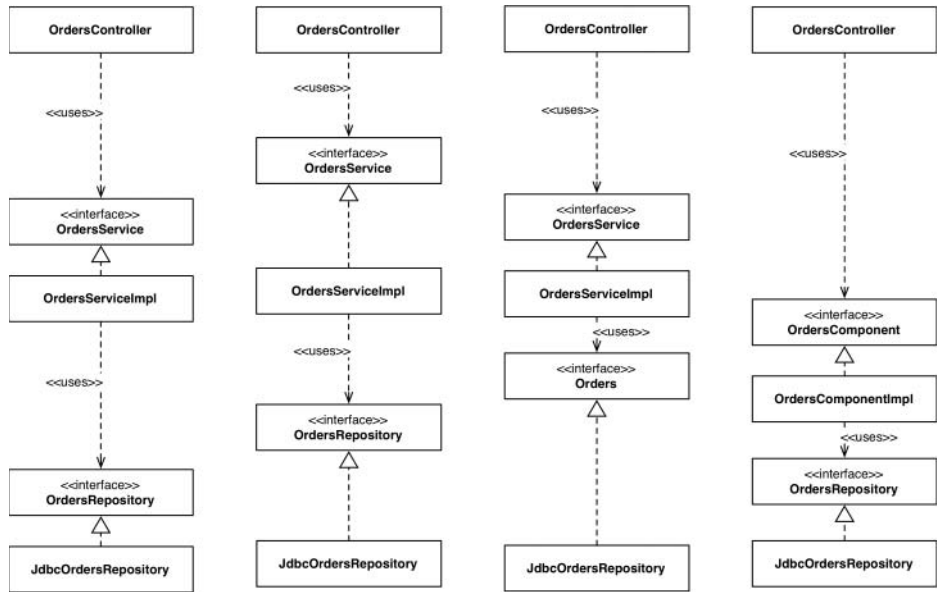 OrdersController
<<uses>>
<<interface>>
OrdersService
OrdersServiceImpl
<<uses>>
<<interface>>
OrdersRepository
JdbcOrdersRepository
OrdersController
<<uses>>
<<interface>>
OrdersService
OrdersServiceImpl
<<uses>>
<<interface>>
OrdersRepository
JdbcOrdersRepository
OrdersController
<<uses>>
<<interface>>
OrdersService
OrdersServiceImpl
<<uses>>
<<interface>>
Orders
JdbcOrdersRepository
OrdersController
<<uses>>
<<interface>>
OrdersComponent
OrdersComponentImpl
<<uses>>
<<interface>>
OrdersRepository
JdbcOrdersRepository